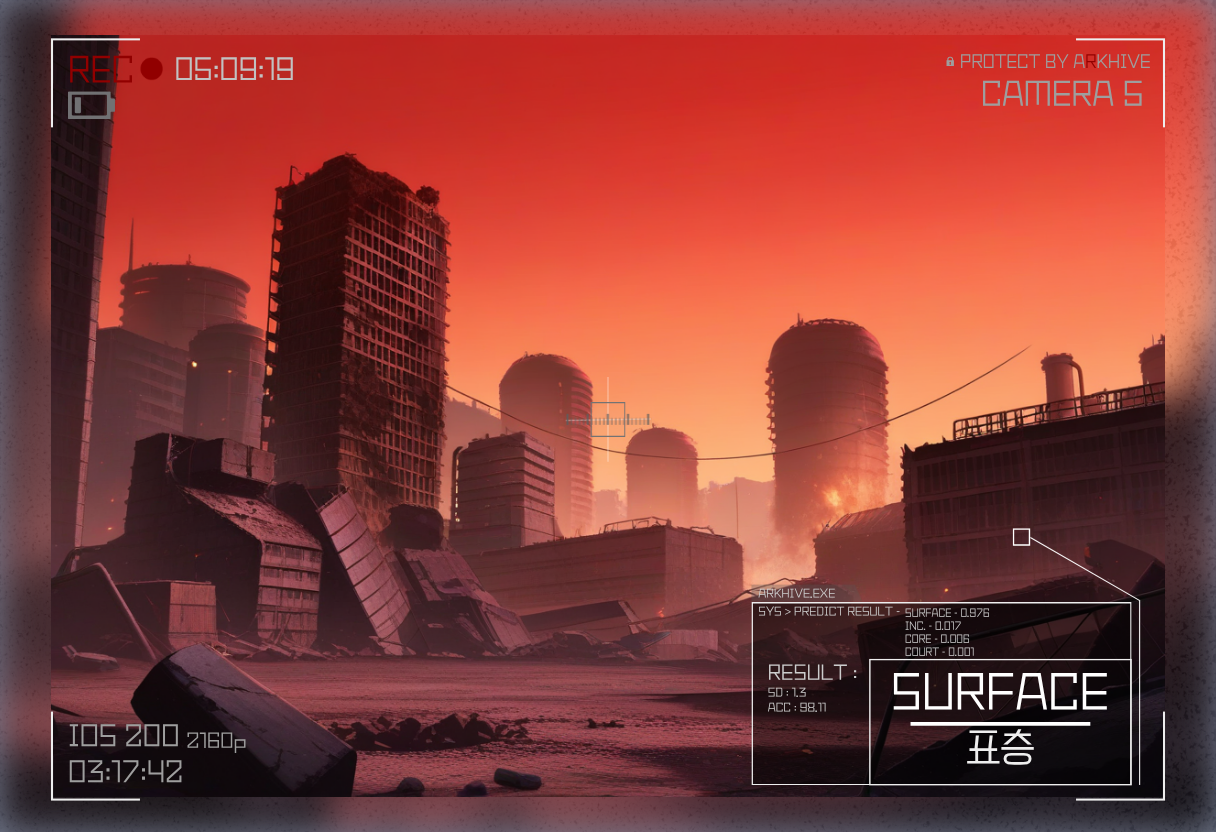 REC 05:09:19
PROTECT BY ARKHIVE
CAMERA 5
ARKHIVE.EXE
SYS > PREDICT RESULT - SURFACE - 0.976
INC. - 0.017
CORE - 0.006
COURT - 0.001
RESULT :
SD : 1.3
ACC : 98.11
SURFACE
표층
IOS 200 2160p
03:17:42